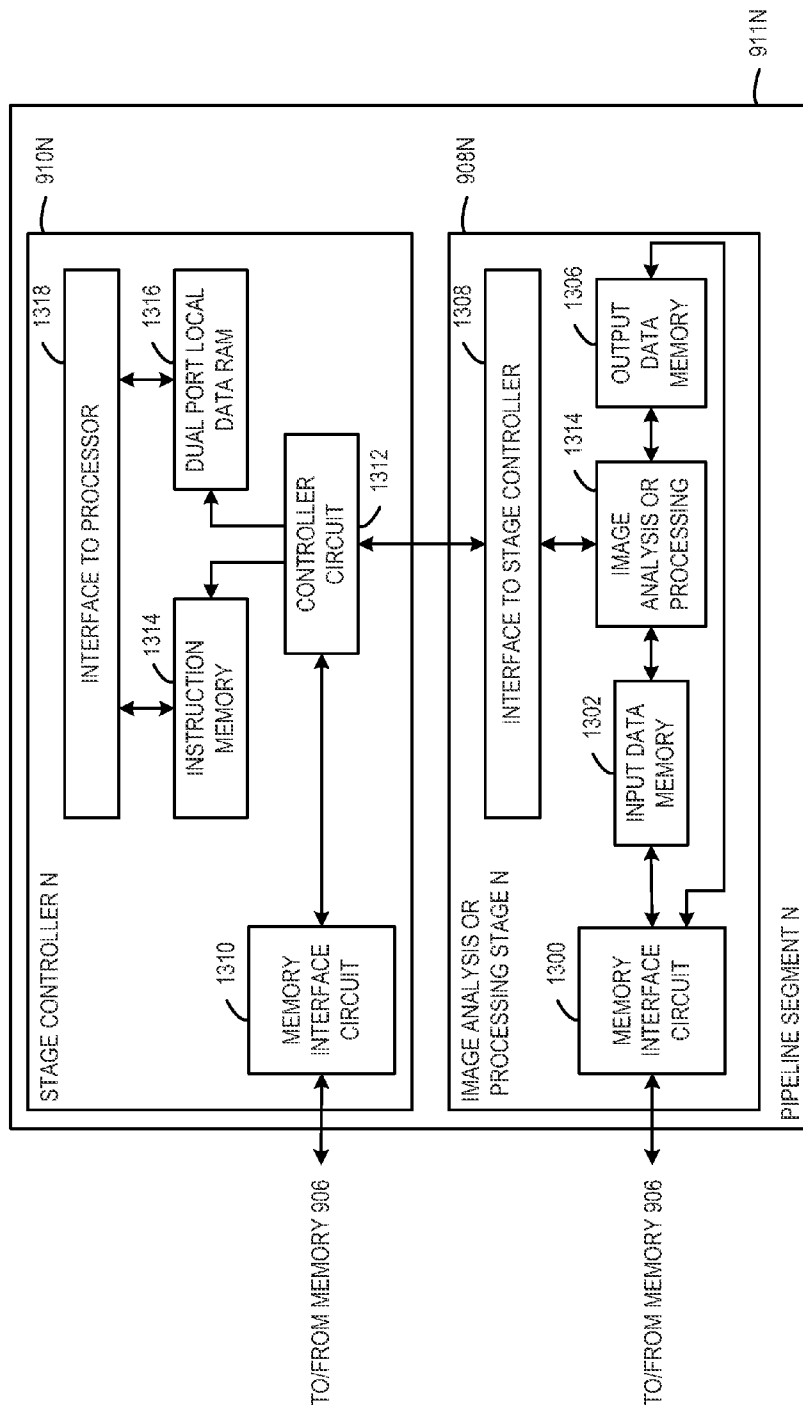 911N
910N
STAGE CONTROLLER N
1318
INTERFACE TO PROCESSOR
1314
INSTRUCTION
MEMORY
1316
DUAL PORT LOCAL
DATA RAM
1310
MEMORY
INTERFACE
CIRCUIT
CONTROLLER
CIRCUIT
1312
TO/FROM MEMORY 906
908N
IMAGE ANALYSIS OR
PROCESSING STAGE N
1308
INTERFACE TO STAGE CONTROLLER
1300
MEMORY
INTERFACE
CIRCUIT
1302
INPUT DATA
MEMORY
1314
IMAGE
ANALYSIS OR
PROCESSING
1306
OUTPUT
DATA
MEMORY
TO/FROM MEMORY 906
PIPELINE SEGMENT N